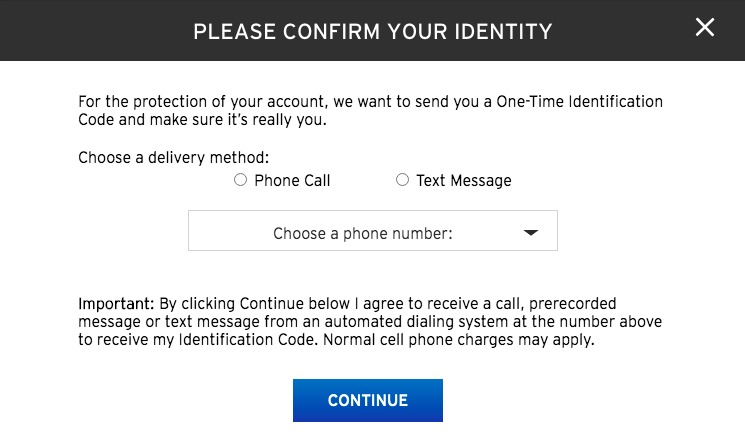 PLEASE CONFIRM YOUR IDENTITY
For the protection of your account, we want to send you a One-Time Identification
Code and make sure it's really you.
Choose a delivery method:
Phone Call Text Message
Choose a phone number:
Important: By clicking Continue below I agree to receive a call, prerecorded
message or text message from an automated dialing system at the number above
to receive my Identification Code. Normal cell phone charges may apply.
CONTINUE